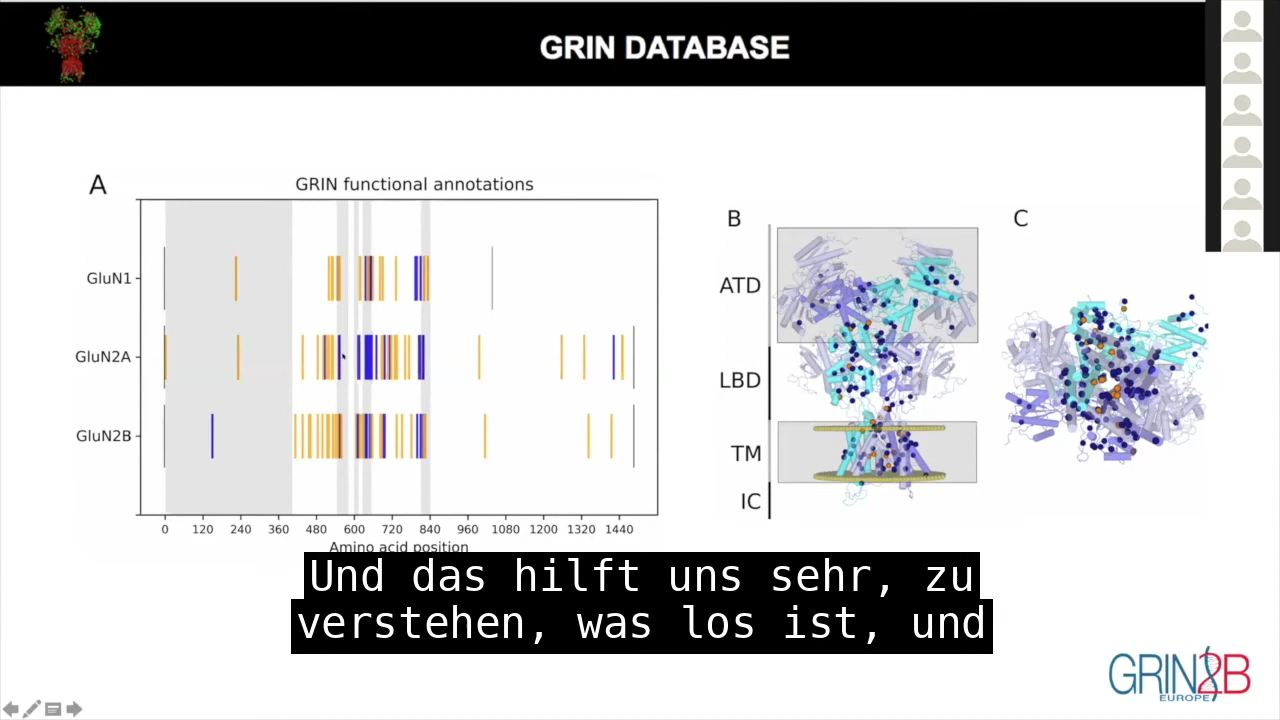 GRIN DATABASE
A
GRIN functional annotations
GluN1
GluN2A
GluN2B
0 120 240 360 480 600 720 840 960 1080 1200 1320 1440
Amino acid position
B
ATD
LBD
TM
IC
C
Und das hilft uns sehr, zu
verstehen, was los ist, und
GRIN2B
EUROPE